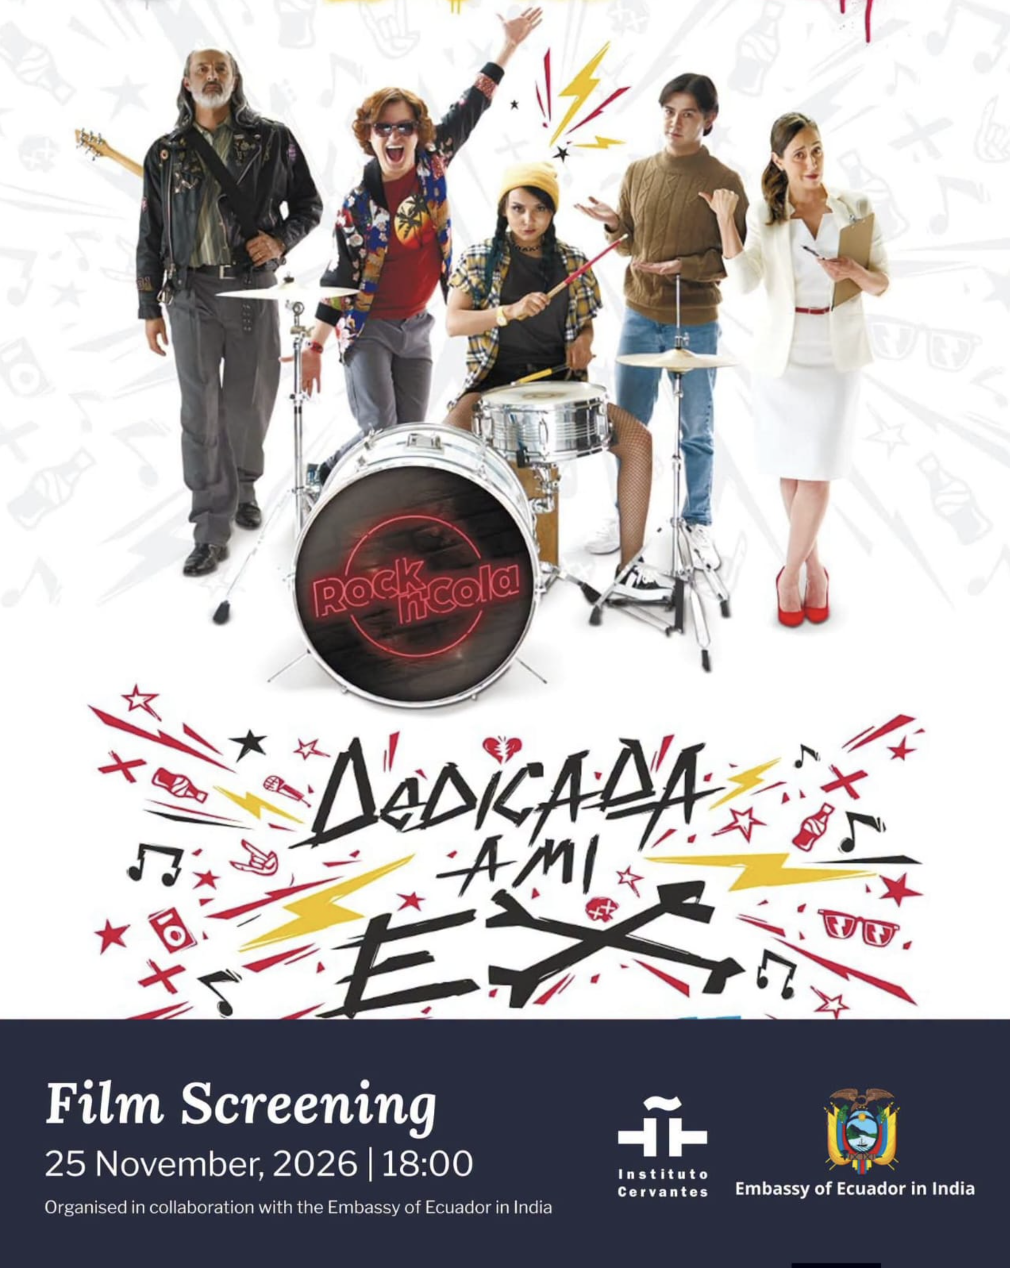 Rock
n'Cola
DeDICADA
A MI
EX
Film Screening
25 November, 2026 | 18:00
Organised in collaboration with the Embassy of Ecuador in India
Instituto
Cervantes
Embassy of Ecuador in India